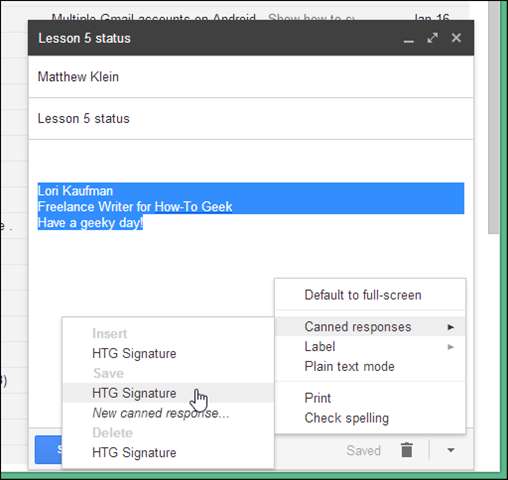 Multiple Gmail accounts on Android Show how to Jan 16
Lesson 5 status
Matthew Klein
Lesson 5 status
Lori Kaufman
Freelance Writer for How-To Geek
Have a geeky day!
Default to full-screen
Canned responses
Label
Plain text mode
Print
Check spelling
Insert
HTG Signature
Save
HTG Signature
New canned response...
Delete
HTG Signature
Saved